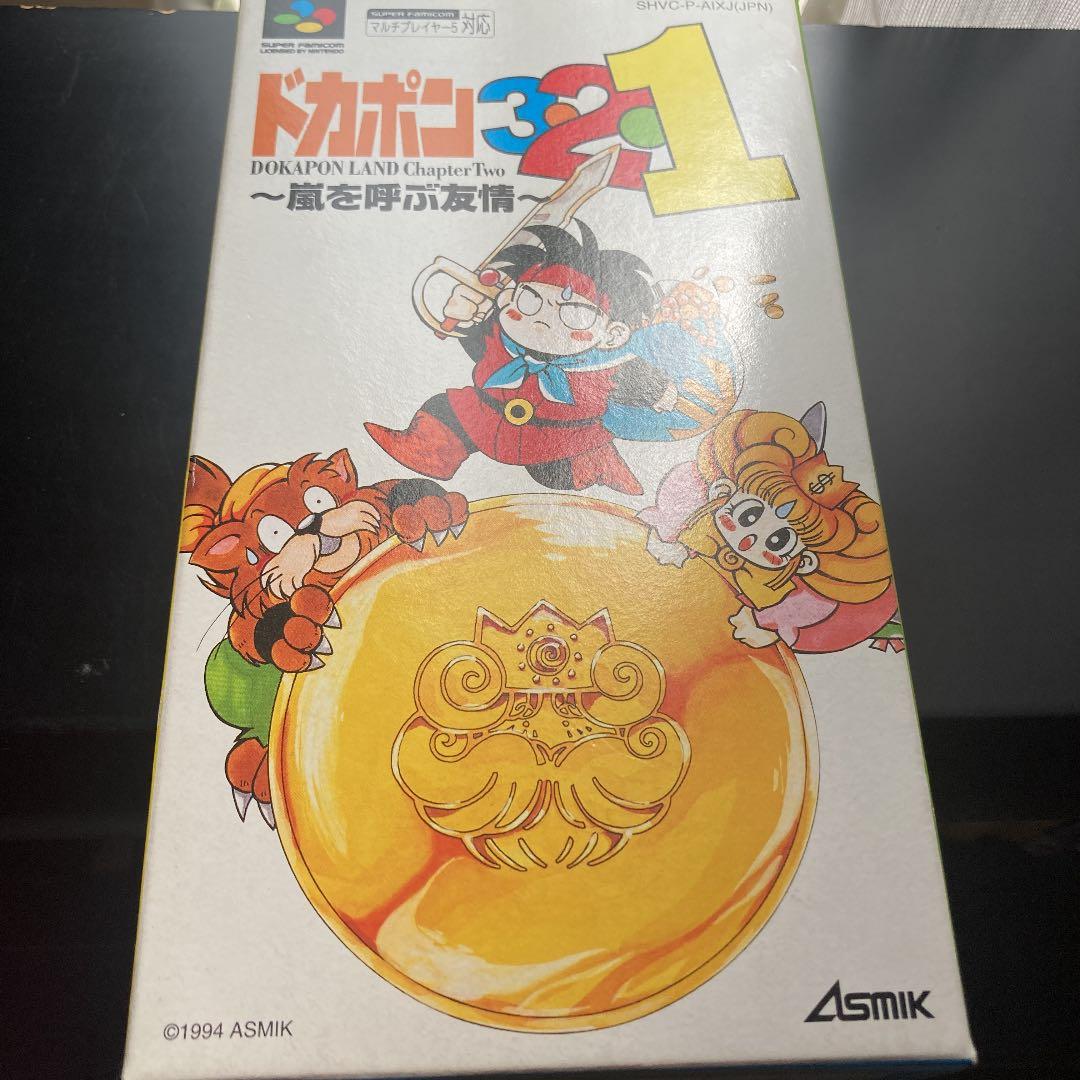 SHVC-P-AIXJ(JPN)
SUPER FAMICOM
マルチプレイヤー5 対応
SUPER FAMICOM
LICENSED BY NINTENDO
ドカポン3・2・1
DOKAPON LAND Chapter Two
〜嵐を呼ぶ友情〜
$$
©1994 ASMIK
ASMIK